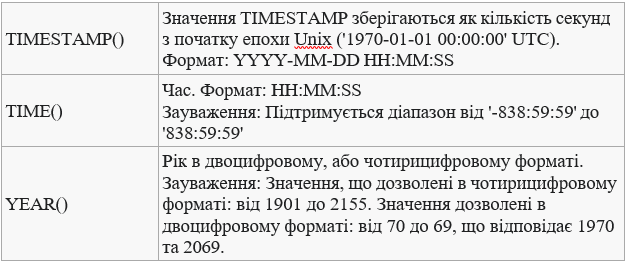 TIMESTAMP()
Значення TIMESTAMP зберігаються як кількість секунд
з початку епохи Unix ('1970-01-01 00:00:00' UTC).
Формат: YYYY-MM-DD HH:MM:SS
TIME()
Час. Формат: HH:MM:SS
Зауваження: Підтримується діапазон від '-838:59:59' до
'838:59:59'
YEAR()
Рік в двоцифровому, або чотирицифровому форматі.
Зауваження: Значення, що дозволені в чотирицифровому
форматі: від 1901 до 2155. Значення дозволені в
двоцифровому форматі: від 70 до 69, що відповідає 1970
та 2069.